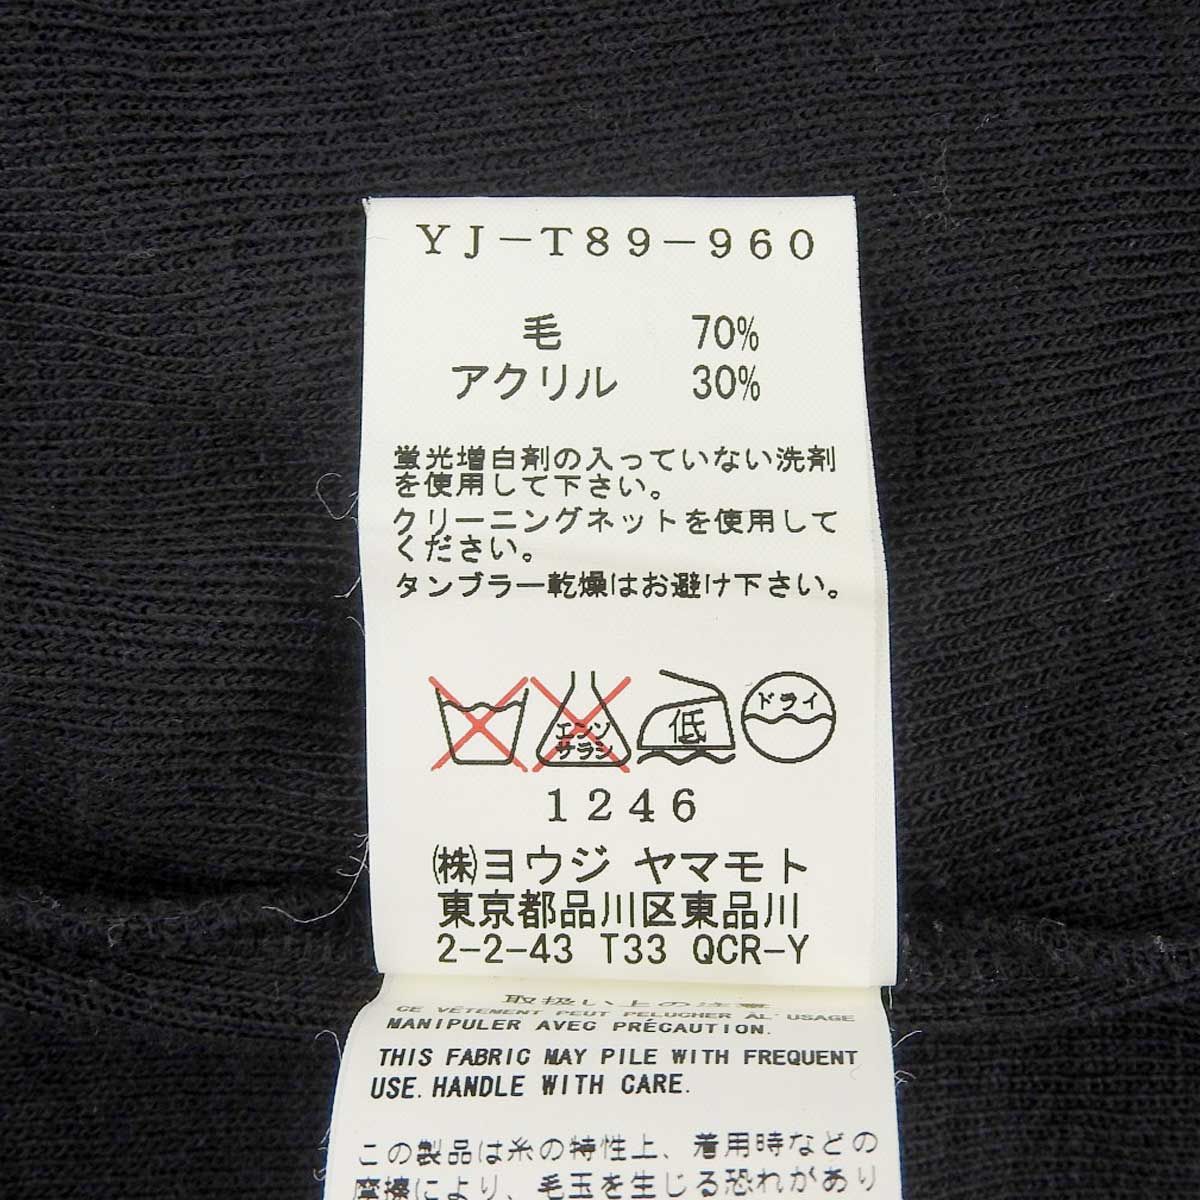 YJ-T89-960
毛 70%
アクリル 30%
蛍光増白剤の入っていない洗剤
を使用して下さい。
クリーニングネットを使用して
ください。
タンブラー乾燥はお避け下さい。
エンソ
サラシ
低
ドライ
1246
㈱ヨウジ ヤマモト
東京都品川区東品川
2-2-43 T33 QCR-Y
取扱い上の注意
CE VÊTEMENT PEUT PELUCHER AL'USAGE
MANIPULER AVEC PRÉCAUTION.
THIS FABRIC MAY PILE WITH FREQUENT
USE. HANDLE WITH CARE.
この製品は糸の特性上、着用時などの
摩擦により、毛玉を生じる恐れがあり